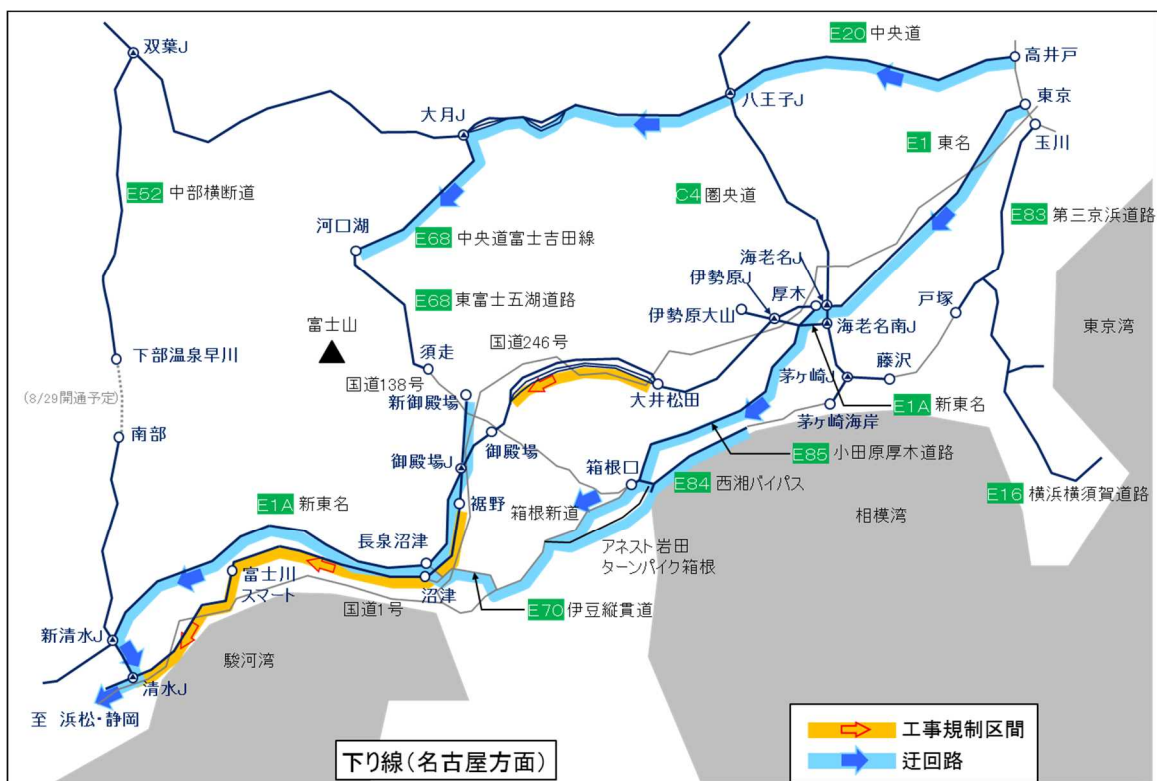 双葉J
E20 中央道
高井戸
八王子J
東京
大月J
玉川
E1 東名
E52 中部横断道
C4 圏央道
E83 第三京浜道路
河口湖
E68 中央道富士吉田線
海老名J
伊勢原J
厚木
E68 東富士五湖道路
伊勢原大山
海老名南J
戸塚
東京湾
富士山
国道246号
下部温泉早川
須走
藤沢
国道138号
茅ヶ崎J
(8/29開通予定)
新御殿場
大井松田
E1A 新東名
茅ヶ崎海岸
南部
御殿場
E85 小田原厚木道路
御殿場J
箱根口
E84 西湘バイパス
E16 横浜横須賀道路
E1A 新東名
裾野
箱根新道
相模湾
長泉沼津
アネスト岩田
ターンパイク箱根
富士川
スマート
沼津
国道1号
E70 伊豆縦貫道
新清水J
駿河湾
清水J
至 浜松・静岡
工事規制区間
下り線(名古屋方面)
迂回路